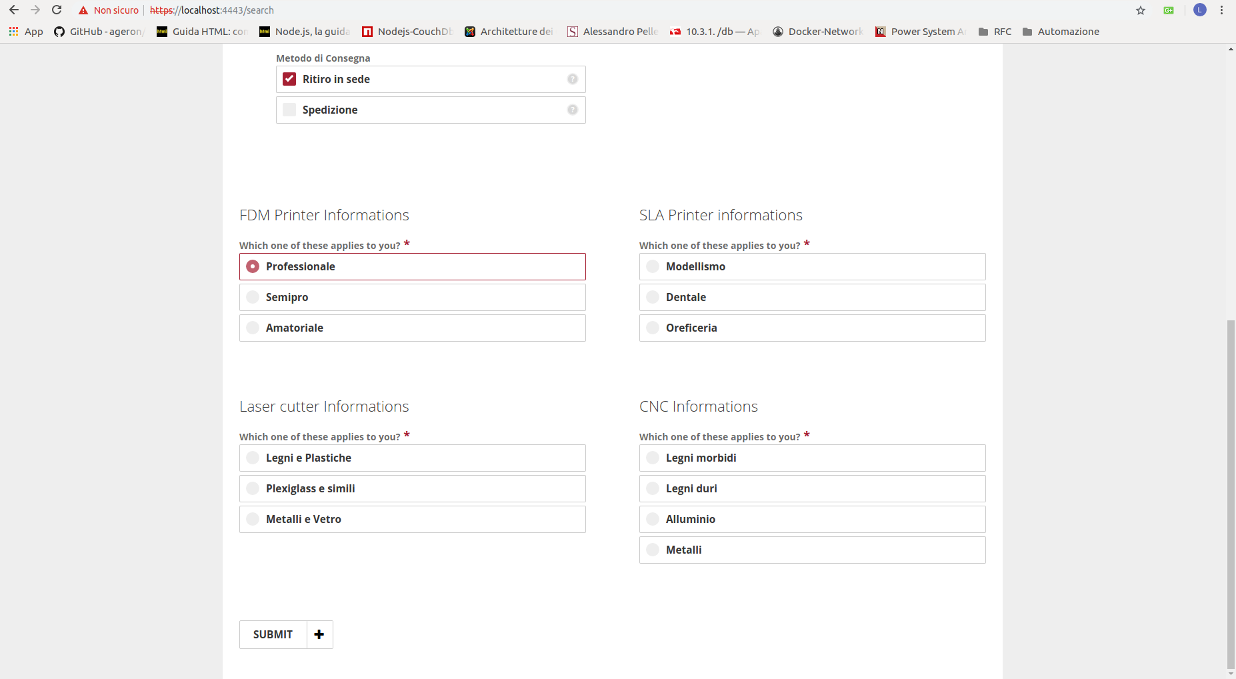 Non sicuro https://localhost:4443/search L
App GitHub - ageron/ Guida HTML: cor Node.js, la guida Nodejs-CouchDB Architetture dei Alessandro Pelle 10.3.1. /db — Ap Docker-Network Power System A RFC Automazione
Metodo di Consegna
Ritiro in sede ?
Spedizione ?
FDM Printer Informations
Which one of these applies to you? *
Professionale
Semipro
Amatoriale
SLA Printer informations
Which one of these applies to you? *
Modellismo
Dentale
Oreficeria
Laser cutter Informations
Which one of these applies to you? *
Legni e Plastiche
Plexiglass e simili
Metalli e Vetro
CNC Informations
Which one of these applies to you? *
Legni morbidi
Legni duri
Alluminio
Metalli
SUBMIT +